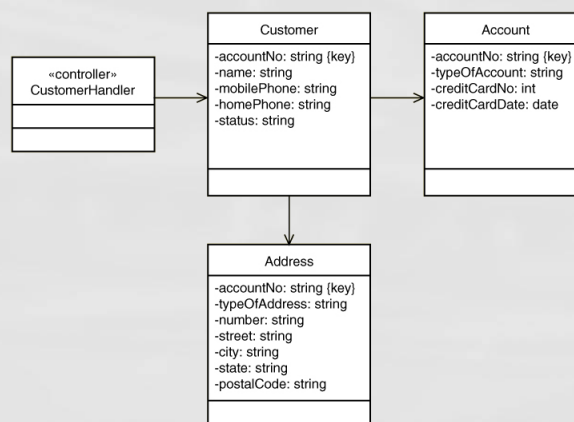 «controller»
CustomerHandler
Customer
-accountNo: string {key}
-name: string
-mobilePhone: string
-homePhone: string
-status: string
Account
-accountNo: string {key}
-typeOfAccount: string
-creditCardNo: int
-creditCardDate: date
Address
-accountNo: string {key}
-typeOfAddress: string
-number: string
-street: string
-city: string
-state: string
-postalCode: string